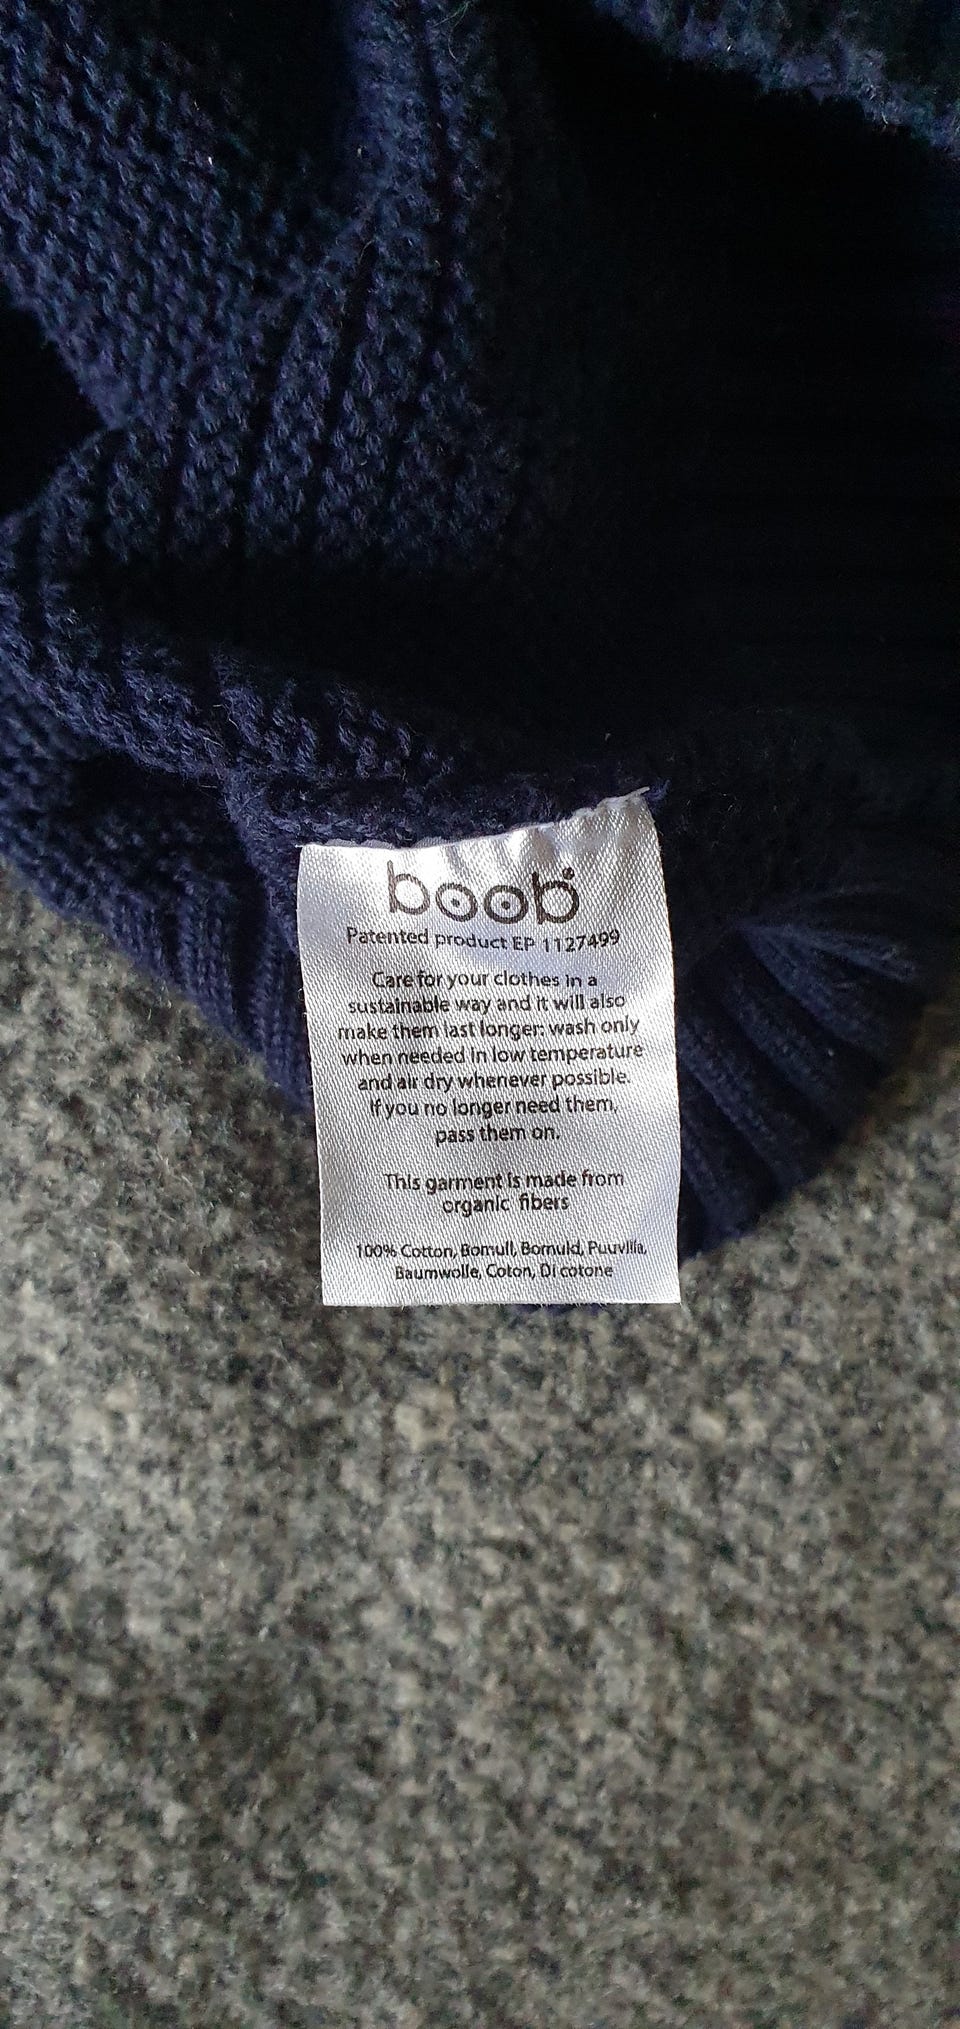 boob®
Patented product EP 1127499
Care for your clothes in a
sustainable way and it will also
make them last longer: wash only
when needed in low temperature
and air dry whenever possible.
If you no longer need them,
pass them on.
This garment is made from
organic fibers
100% Cotton, Bomull, Bomuld, Puuvilla,
Baumwolle, Coton, Di cotone